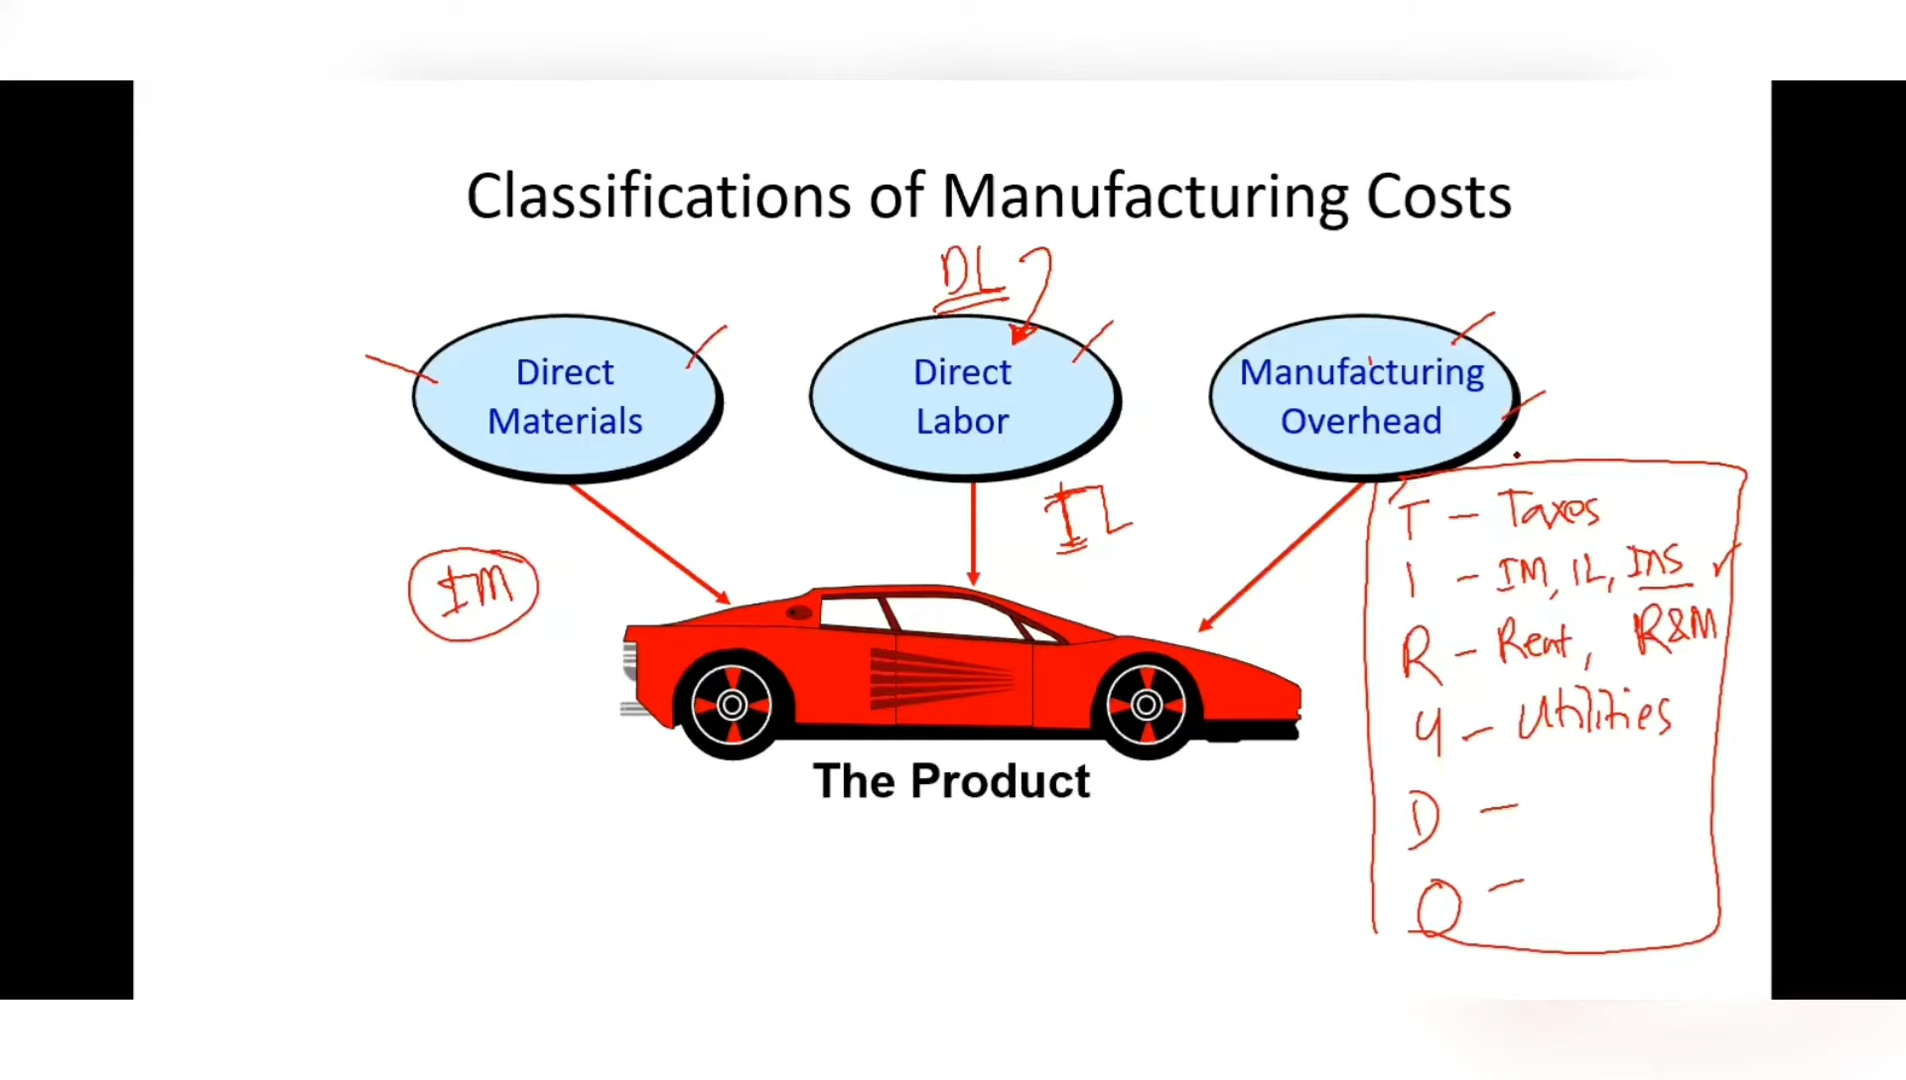 Classifications of Manufacturing Costs
DL
Direct
Materials
Direct
Labor
Manufacturing
Overhead
IL
IM
T - Taxes
I - IM, IL, INS ✓
R - Rent, R&M
U - Utilities
D -
O -
The Product